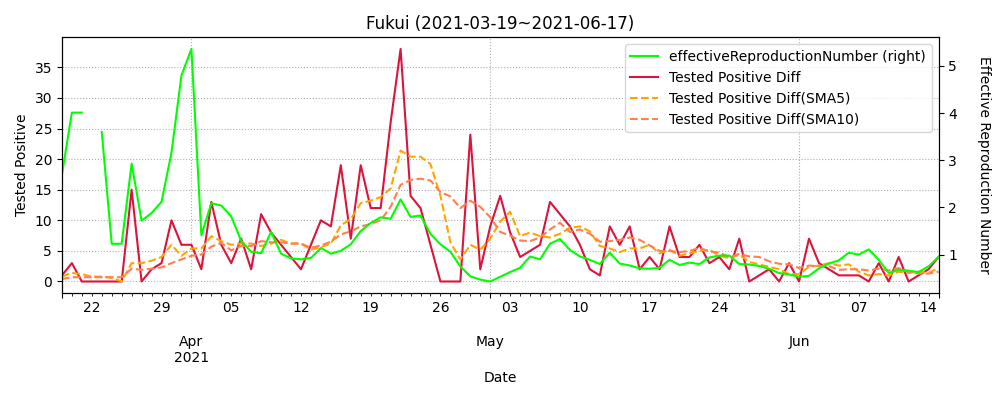 Fukui (2021-03-19~2021-06-17)
effectiveReproductionNumber (right)
Tested Positive Diff
Tested Positive Diff(SMA5)
Tested Positive Diff(SMA10)
Tested Positive
35
30
25
20
15
10
5
0
5
4
3
2
1
Effective Reproduction Number
22 29 05 12 19 26 03 10 17 24 31 07 14
Apr May Jun
2021
Date